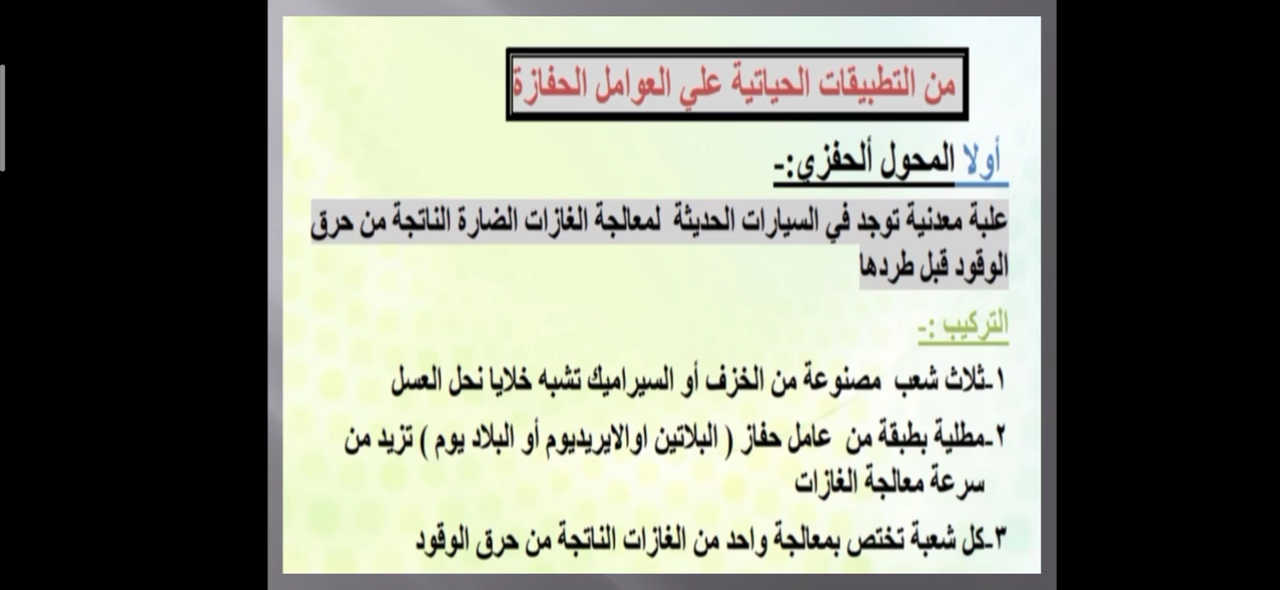 من التطبيقات الحياتية علي العوامل الحفازة
أولا المحول ألحفزي:-
علبة معدنية توجد في السيارات الحديثة لمعالجة الغازات الضارة الناتجة من حرق
الوقود قبل طردها
التركيب :-
١-ثلاث شعب مصنوعة من الخزف أو السيراميك تشبه خلايا نحل العسل
٢-مطلية بطبقة من عامل حفاز ( البلاتين اوالايريديوم أو البلاد يوم ) تزيد من
سرعة معالجة الغازات
٣-كل شعبة تختص بمعالجة واحد من الغازات الناتجة من حرق الوقود